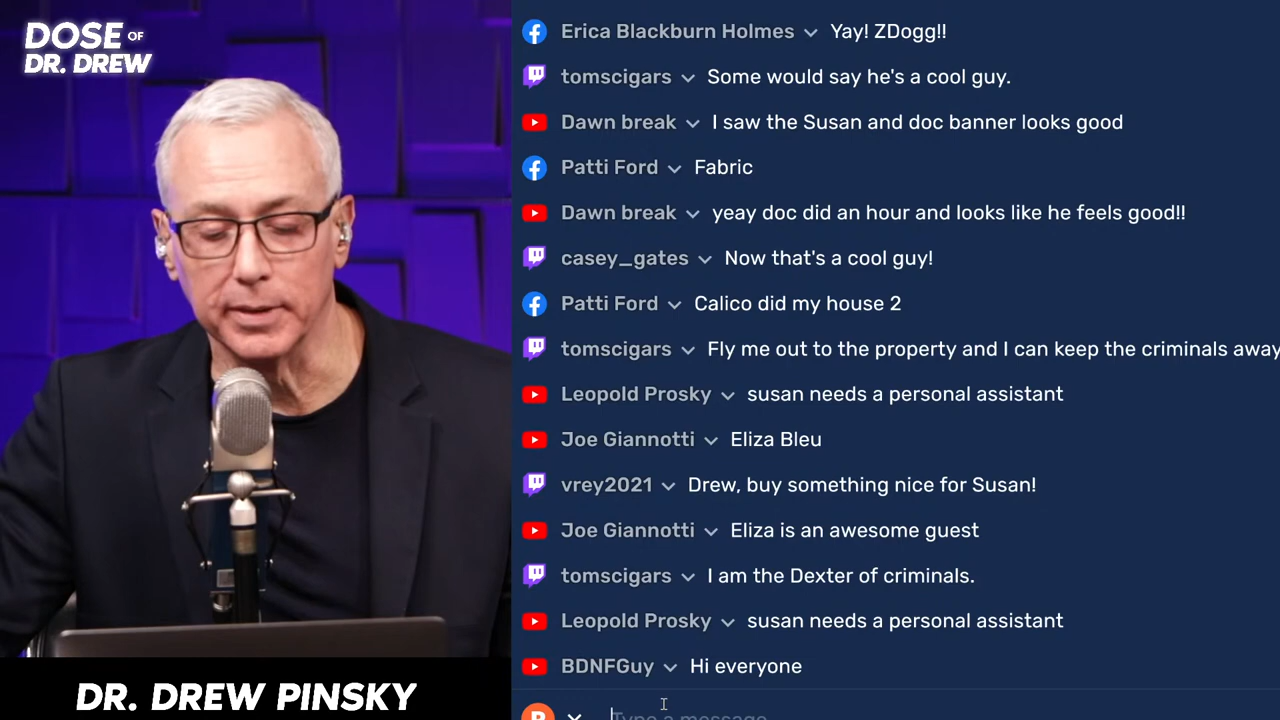 DOSE OF
DR. DREW
Erica Blackburn Holmes Yay! ZDogg!!
tomscigars Some would say he's a cool guy.
Dawn break I saw the Susan and doc banner looks good
Patti Ford Fabric
Dawn break yeay doc did an hour and looks like he feels good!!
casey_gates Now that's a cool guy!
Patti Ford Calico did my house 2
tomscigars Fly me out to the property and I can keep the criminals away
Leopold Prosky susan needs a personal assistant
Joe Giannotti Eliza Bleu
vrey2021 Drew, buy something nice for Susan!
Joe Giannotti Eliza is an awesome guest
tomscigars I am the Dexter of criminals.
Leopold Prosky susan needs a personal assistant
BDNFGuy Hi everyone
Type a message
DR. DREW PINSKY